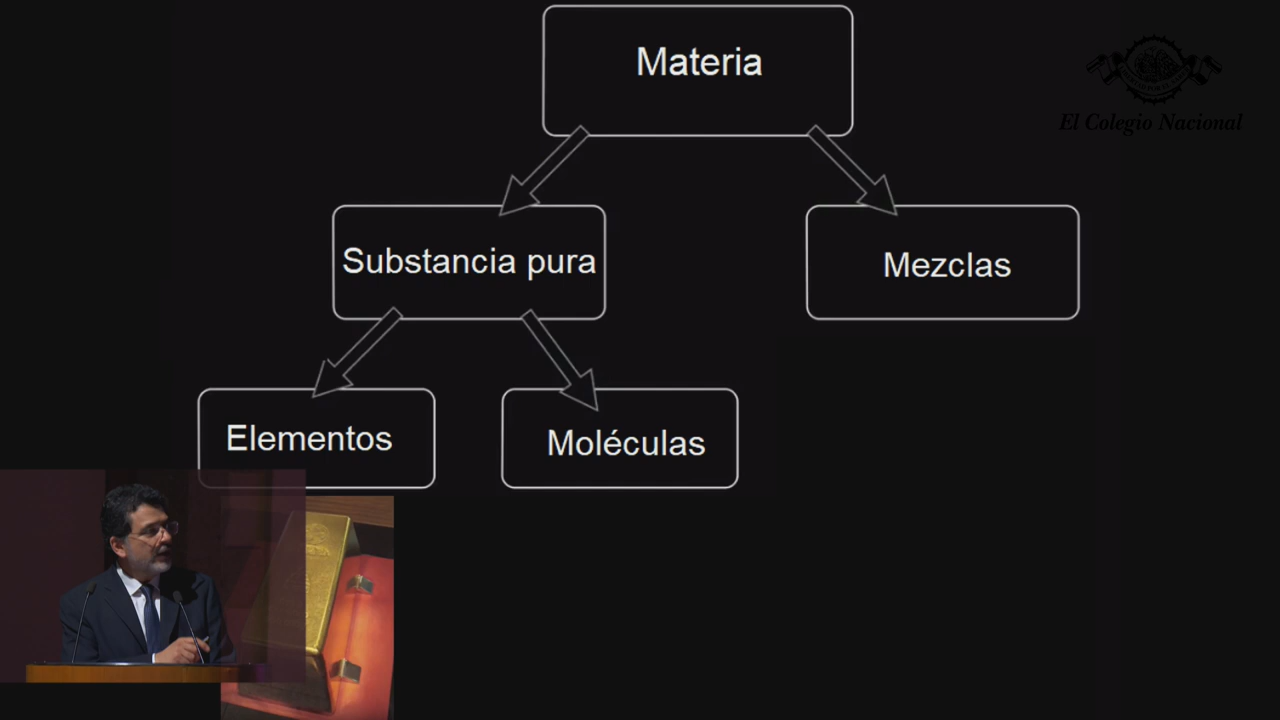 Materia
El Colegio Nacional
Substancia pura
Mezclas
Elementos
Moléculas